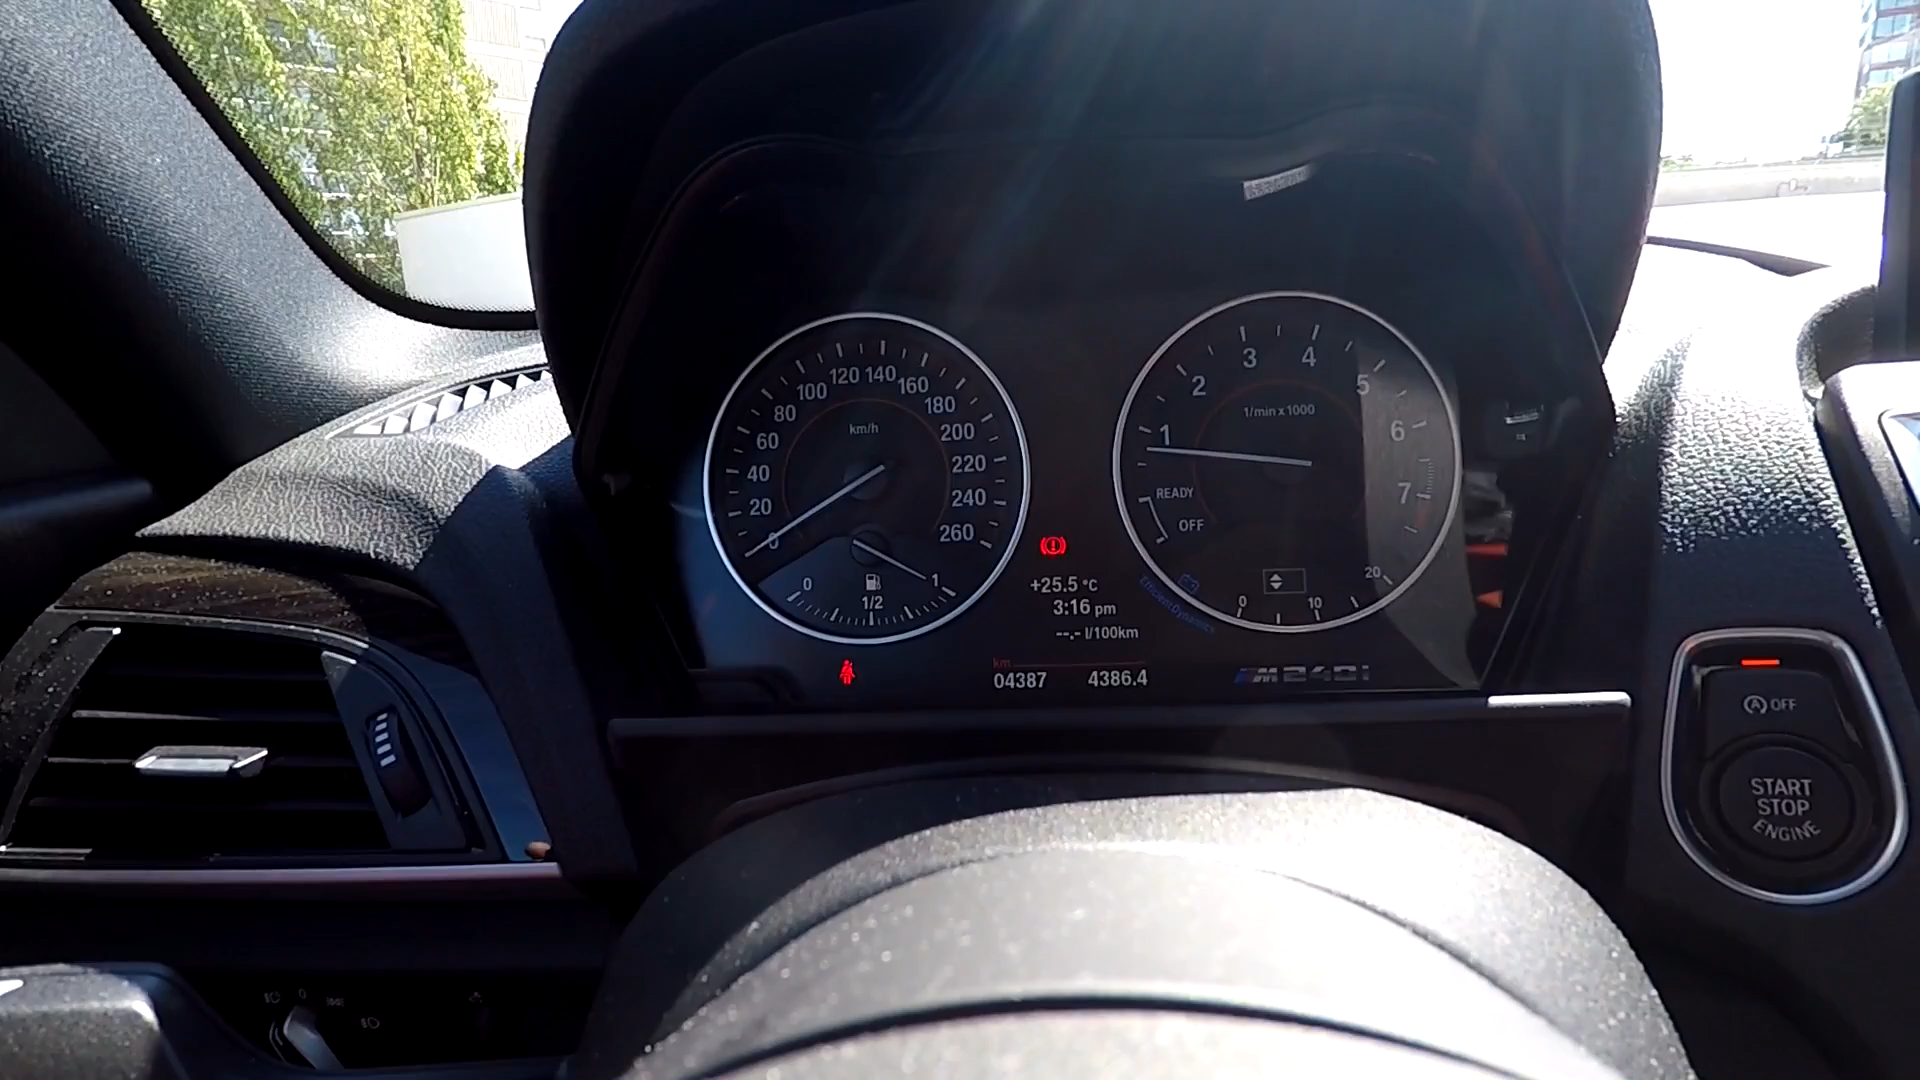 20
40
60
80
100
120
140
160
180
200
220
240
260
km/h
0
0
1/2
1
1
2
3
4
5
6
7
1/min x 1000
READY
OFF
0
10
20
EfficientDynamics
+25.5 °C
3:16 pm
--.- l/100km
km
04387 4386.4
M240i
OFF
START
STOP
ENGINE
0